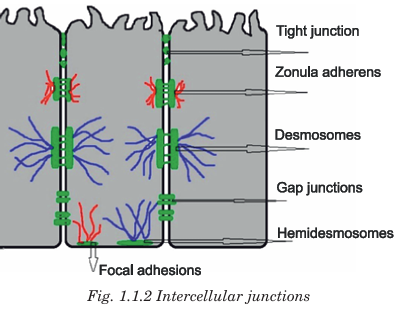 Tight junction
Zonula adherens
Desmosomes
Gap junctions
Hemidesmosomes
Focal adhesions
Fig. 1.1.2 Intercellular junctions